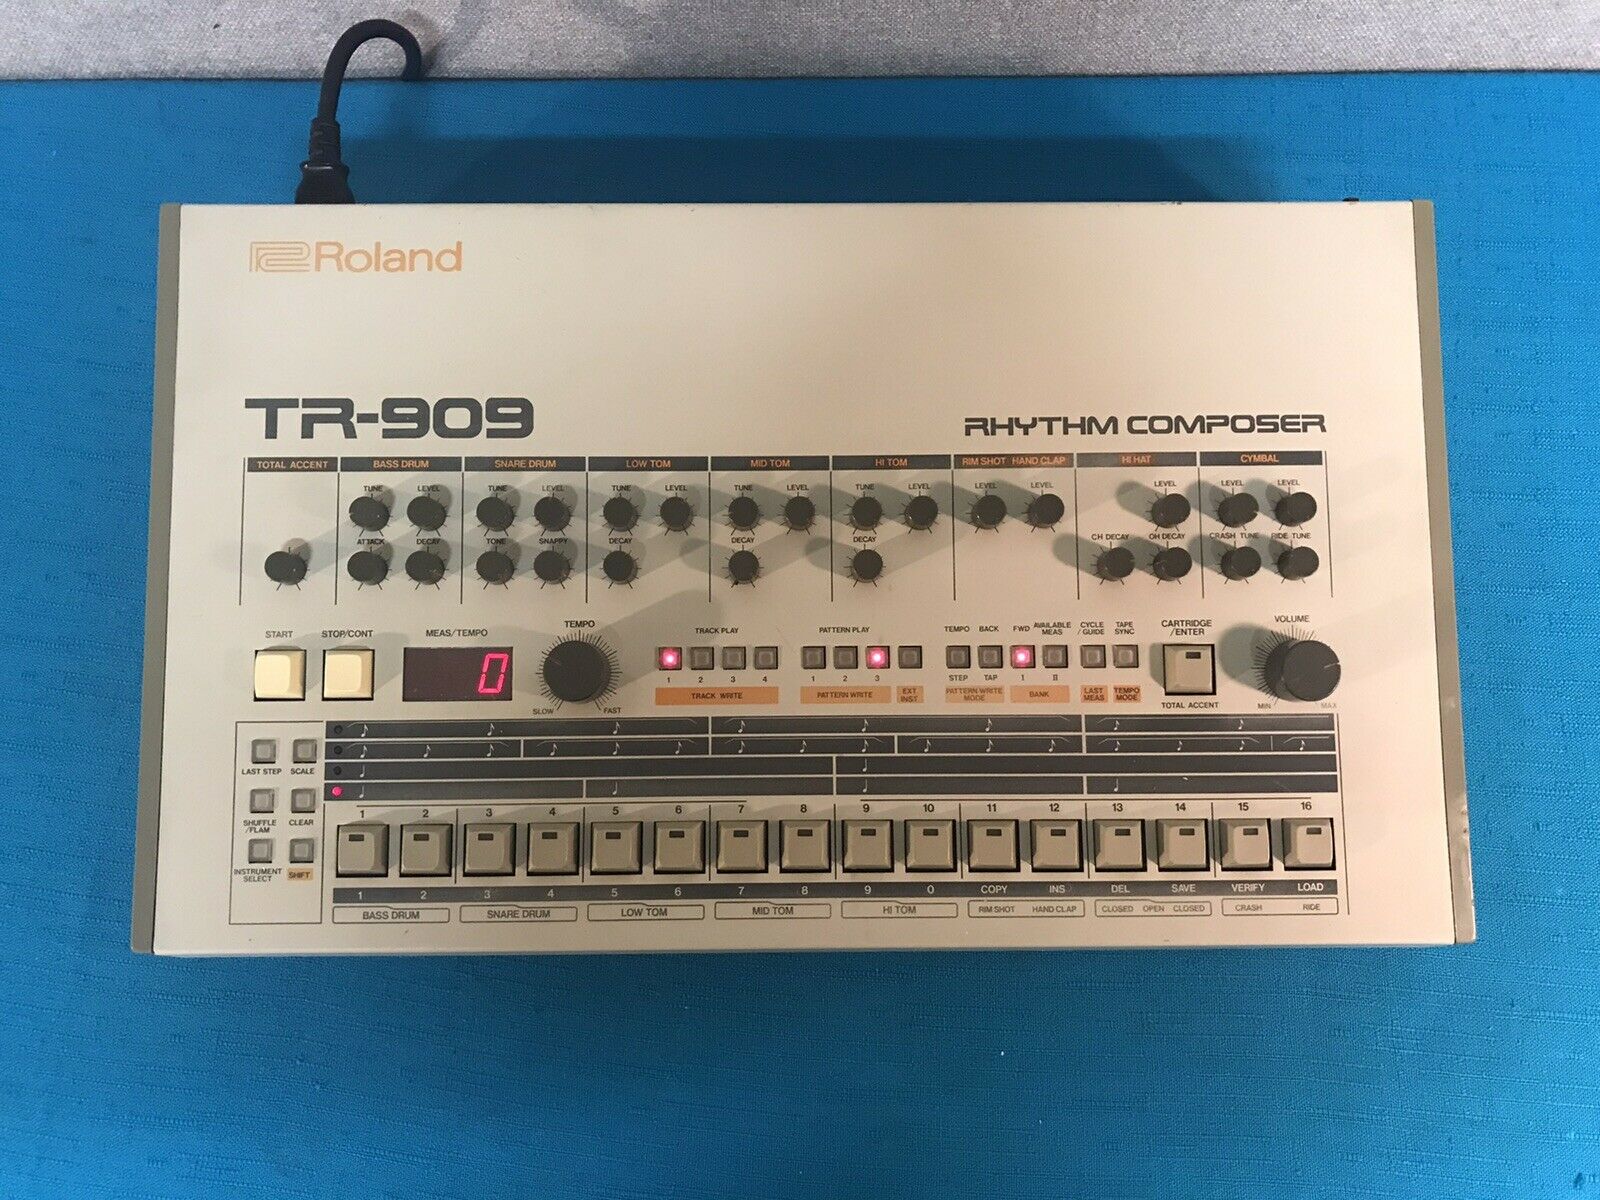 Roland
TR-909
RHYTHM COMPOSER
TOTAL ACCENT BASS DRUM SNARE DRUM LOW TOM MID TOM HI TOM RIM SHOT HAND CLAP HI HAT CYMBAL
TUNE LEVEL TUNE LEVEL TUNE LEVEL TUNE LEVEL TUNE LEVEL LEVEL LEVEL LEVEL LEVEL LEVEL
ATTACK DECAY TONE SNAPPY DECAY DECAY DECAY CH DECAY OH DECAY CRASH TUNE RIDE TUNE
START STOP/CONT MEAS/TEMPO TEMPO TRACK PLAY PATTERN PLAY TEMPO BACK FWD AVAILABLE MEAS CYCLE /GUIDE TAPE SYNC CARTRIDGE /ENTER VOLUME
0
1 2 3 4 1 2 3 STEP TAP I II
SLOW FAST TRACK WRITE PATTERN WRITE EXT INST PATTERN WRITE MODE BANK LAST MEAS TEMPO MODE TOTAL ACCENT MIN MAX
LAST STEP SCALE
SHUFFLE /FLAM CLEAR
INSTRUMENT SELECT SHIFT
1 2 3 4 5 6 7 8 9 10 11 12 13 14 15 16
1 2 3 4 5 6 7 8 9 0 COPY INS DEL SAVE VERIFY LOAD
BASS DRUM SNARE DRUM LOW TOM MID TOM HI TOM RIM SHOT HAND CLAP CLOSED OPEN CLOSED CRASH RIDE